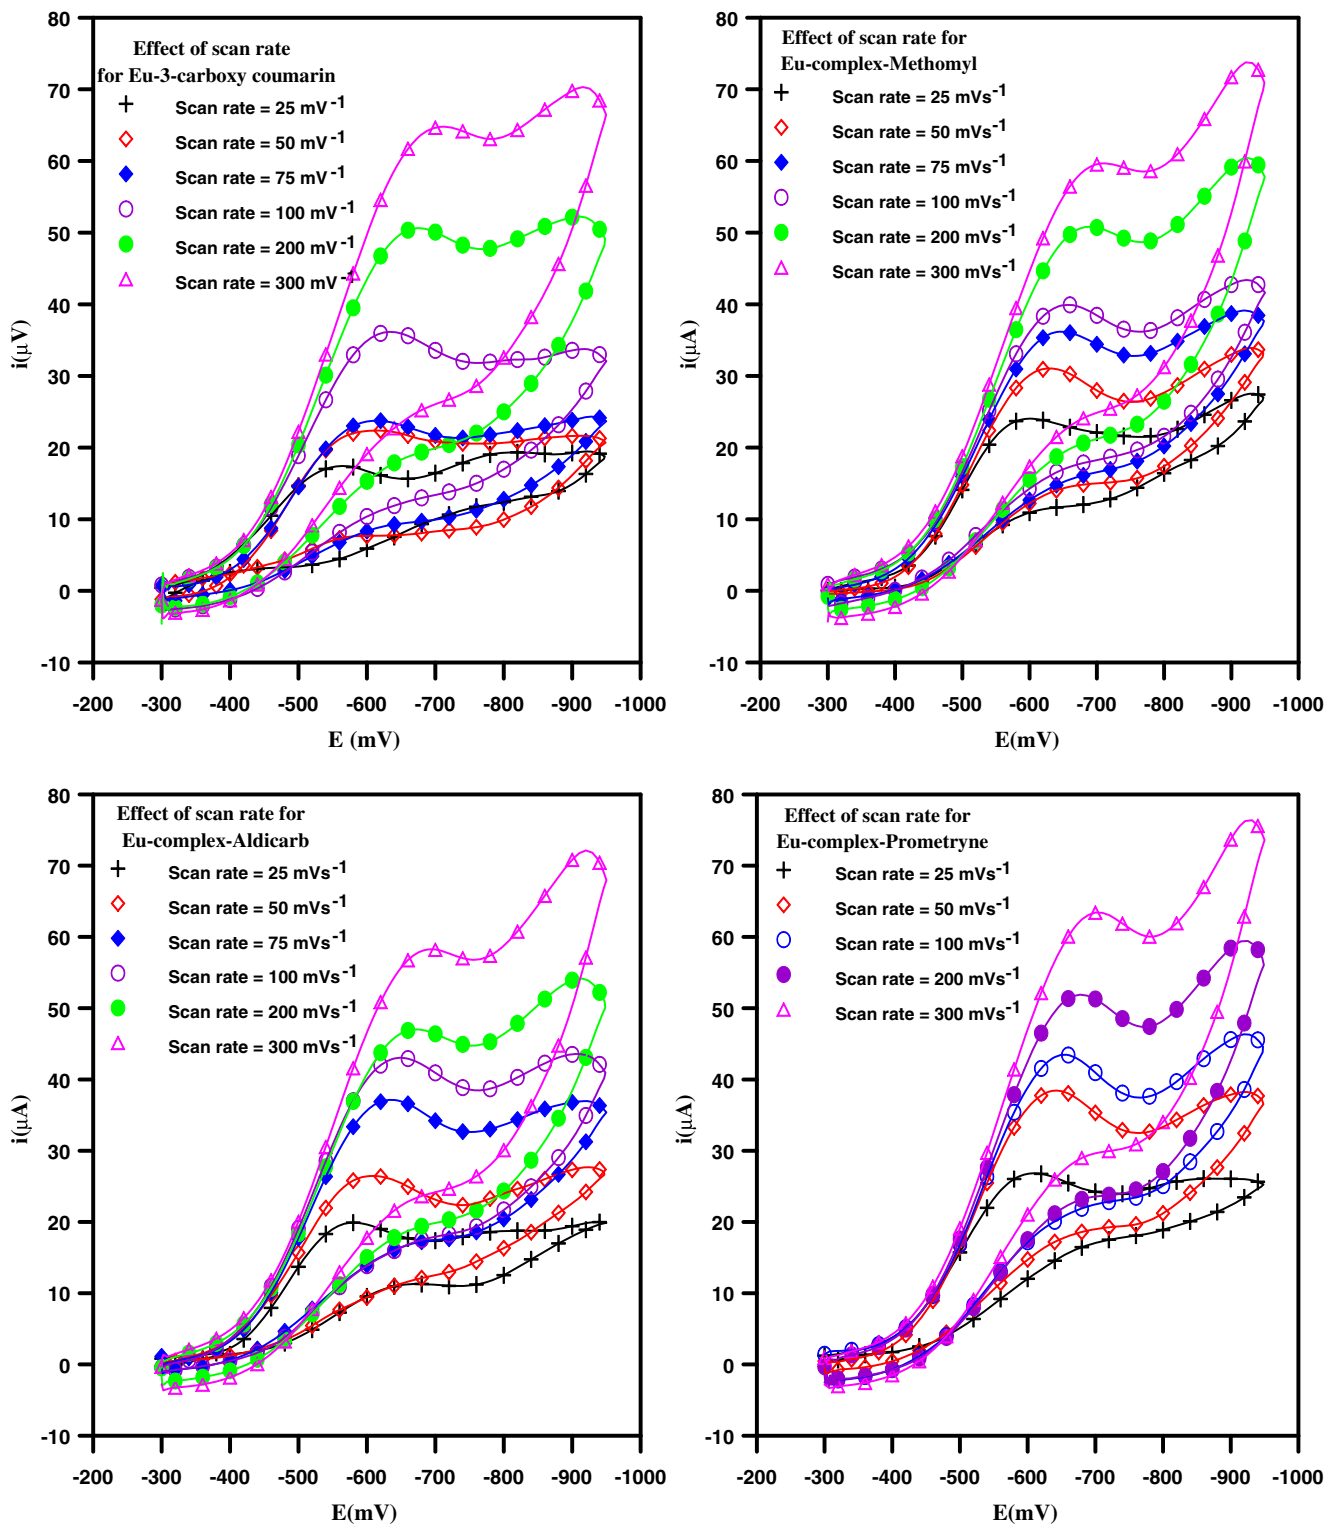 80
70
60
50
40
30
20
10
0
-10
i(µV)
Effect of scan rate
for Eu-3-carboxy coumarin
Scan rate = 25 mV-1
Scan rate = 50 mV-1
Scan rate = 75 mV-1
Scan rate = 100 mV-1
Scan rate = 200 mV-1
Scan rate = 300 mV-1
-200 -300 -400 -500 -600 -700 -800 -900 -1000
E (mV)
80
70
60
50
40
30
20
10
0
-10
i(µA)
Effect of scan rate for
Eu-complex-Methomyl
Scan rate = 25 mVs-1
Scan rate = 50 mVs-1
Scan rate = 75 mVs-1
Scan rate = 100 mVs-1
Scan rate = 200 mVs-1
Scan rate = 300 mVs-1
-200 -300 -400 -500 -600 -700 -800 -900 -1000
E(mV)
80
70
60
50
40
30
20
10
0
-10
i(µA)
Effect of scan rate for
Eu-complex-Aldicarb
Scan rate = 25 mVs-1
Scan rate = 50 mVs-1
Scan rate = 75 mVs-1
Scan rate = 100 mVs-1
Scan rate = 200 mVs-1
Scan rate = 300 mVs-1
-200 -300 -400 -500 -600 -700 -800 -900 -1000
E(mV)
80
70
60
50
40
30
20
10
0
-10
i(µA)
Effect of scan rate for
Eu-complex-Prometryne
Scan rate = 25 mVs-1
Scan rate = 50 mVs-1
Scan rate = 100 mVs-1
Scan rate = 200 mVs-1
Scan rate = 300 mVs-1
-200 -300 -400 -500 -600 -700 -800 -900 -1000
E(mV)